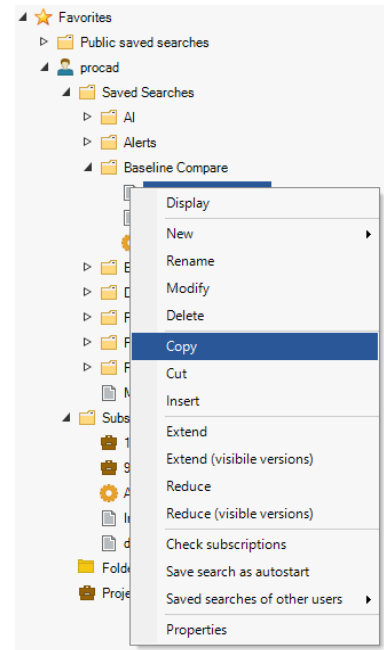 Favorites
Public saved searches
procad
Saved Searches
AI
Alerts
Baseline Compare
Display
New
Rename
Modify
Delete
Copy
Cut
Insert
Extend
Extend (visibile versions)
Reduce
Reduce (visible versions)
Check subscriptions
Save search as autostart
Saved searches of other users
Properties